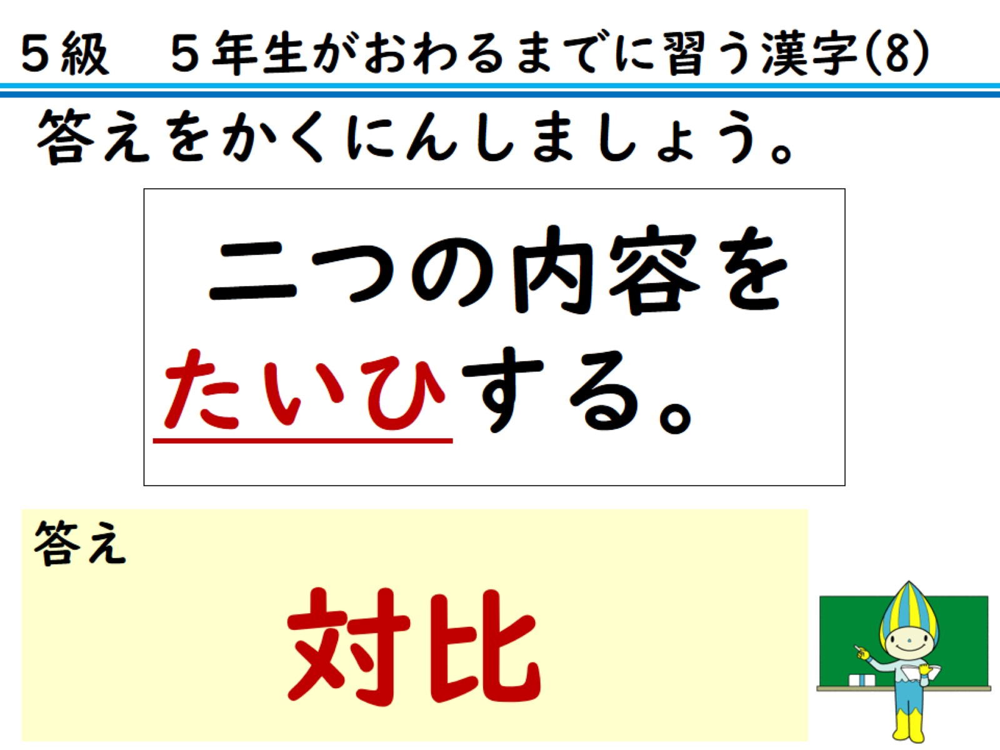 ５級　５年生がおわるまでに習う漢字(8)
答えをかくにんしましょう。
二つの内容を
たいひする。
答え
対比